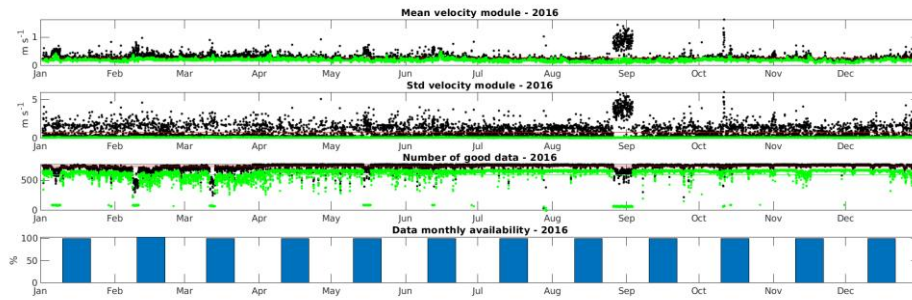 Mean velocity module - 2016
m s-1
1
0
Jan Feb Mar Apr May Jun Jul Aug Sep Oct Nov Dec
Std velocity module - 2016
m s-1
5
0
Jan Feb Mar Apr May Jun Jul Aug Sep Oct Nov Dec
Number of good data - 2016
500
0
Jan Feb Mar Apr May Jun Jul Aug Sep Oct Nov Dec
Data monthly availability - 2016
%
100
50
0
Jan Feb Mar Apr May Jun Jul Aug Sep Oct Nov Dec